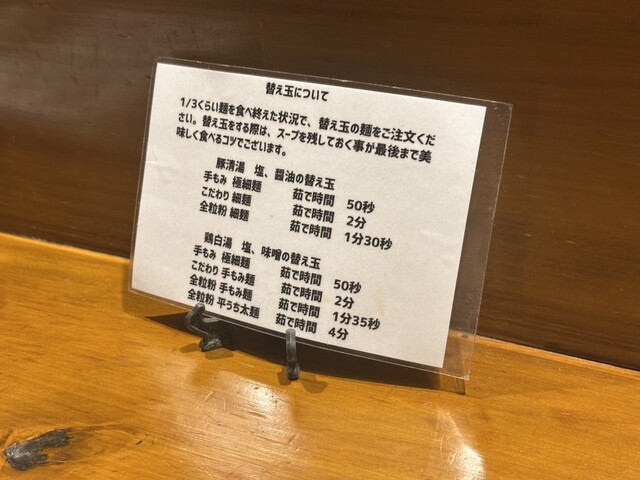 替え玉について
1/3くらい麺を食べ終えた状況で、替え玉の麺をご注文くだ
さい。替え玉をする際は、スープを残しておく事が最後まで美
味しく食べるコツでございます。
豚清湯 塩、醤油の替え玉
手もみ 極細麺 茹で時間 50秒
こだわり 細麺 茹で時間 2分
全粒粉 細麺 茹で時間 1分30秒
鶏白湯 塩、味噌の替え玉
手もみ 極細麺 茹で時間 50秒
こだわり 手もみ麺 茹で時間 2分
全粒粉 手もみ麺 茹で時間 1分35秒
全粒粉 平うち太麺 茹で時間 4分